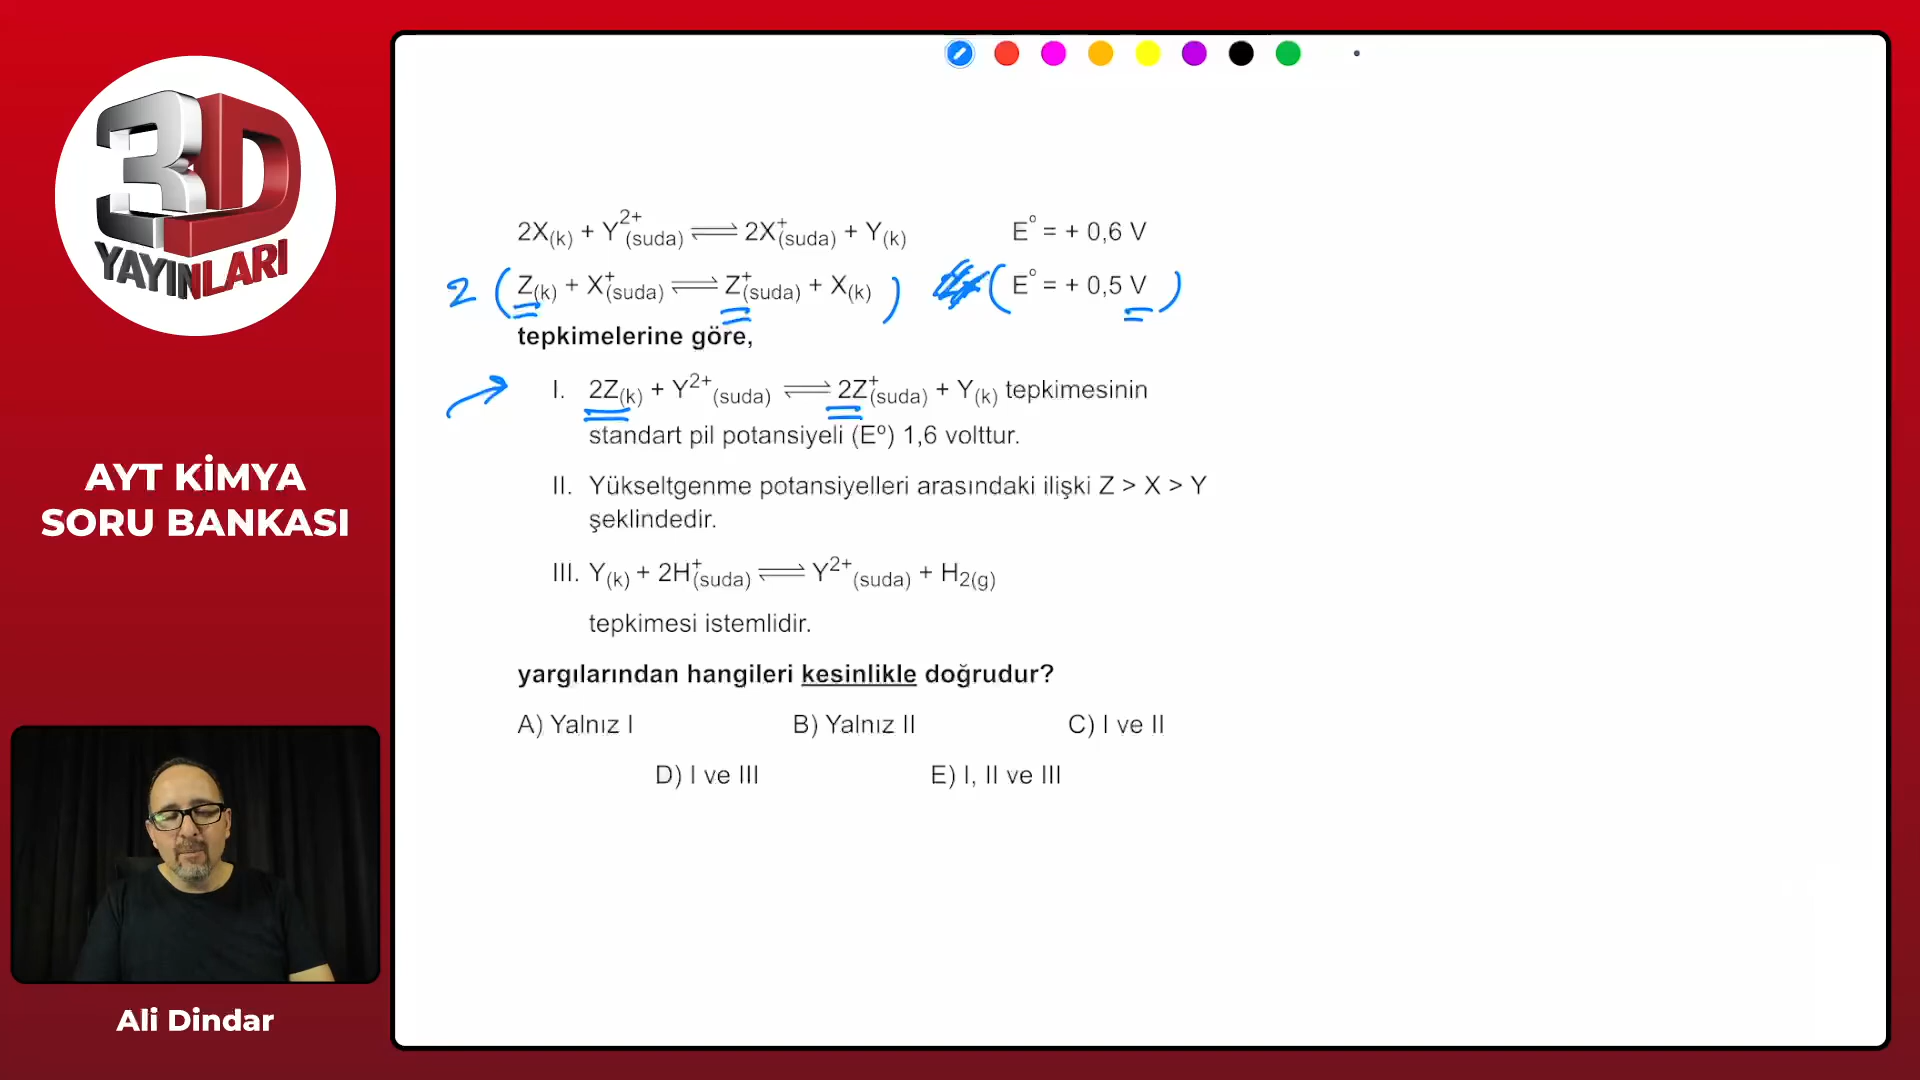 3D
YAYINLARI
AYT KİMYA
SORU BANKASI
Ali Dindar
2X(k) + Y2+(suda) ⇌ 2X+(suda) + Y(k) E° = + 0,6 V
2 ( Z(k) + X+(suda) ⇌ Z+(suda) + X(k) ) ( E° = + 0,5 V )
tepkimelerine göre,
I. 2Z(k) + Y2+(suda) ⇌ 2Z+(suda) + Y(k) tepkimesinin
standart pil potansiyeli (Eº) 1,6 volttur.
II. Yükseltgenme potansiyelleri arasındaki ilişki Z > X > Y
şeklindedir.
III. Y(k) + 2H+(suda) ⇌ Y2+(suda) + H2(g)
tepkimesi istemlidir.
yargılarından hangileri kesinlikle doğrudur?
A) Yalnız I B) Yalnız II C) I ve II
D) I ve III E) I, II ve III